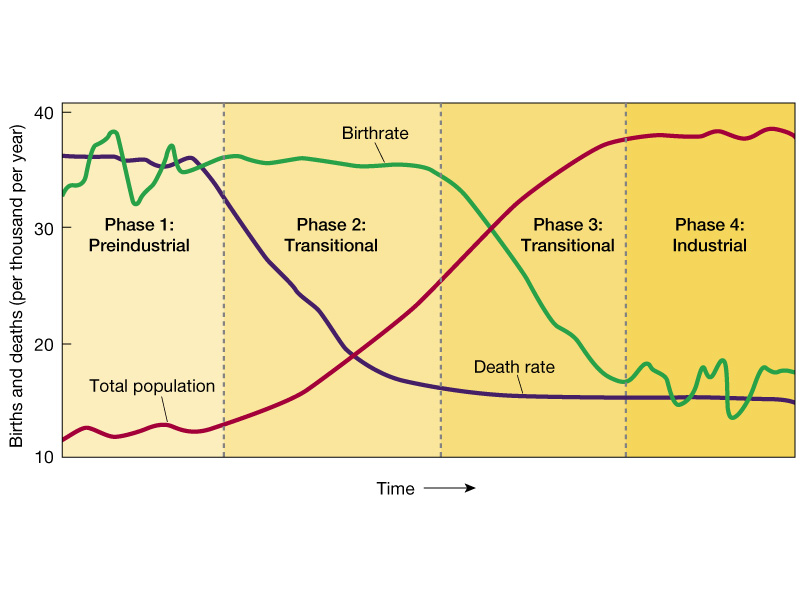 Births and deaths (per thousand per year)
40
30
20
10
Birthrate
Phase 1:
Preindustrial
Phase 2:
Transitional
Phase 3:
Transitional
Phase 4:
Industrial
Death rate
Total population
Time